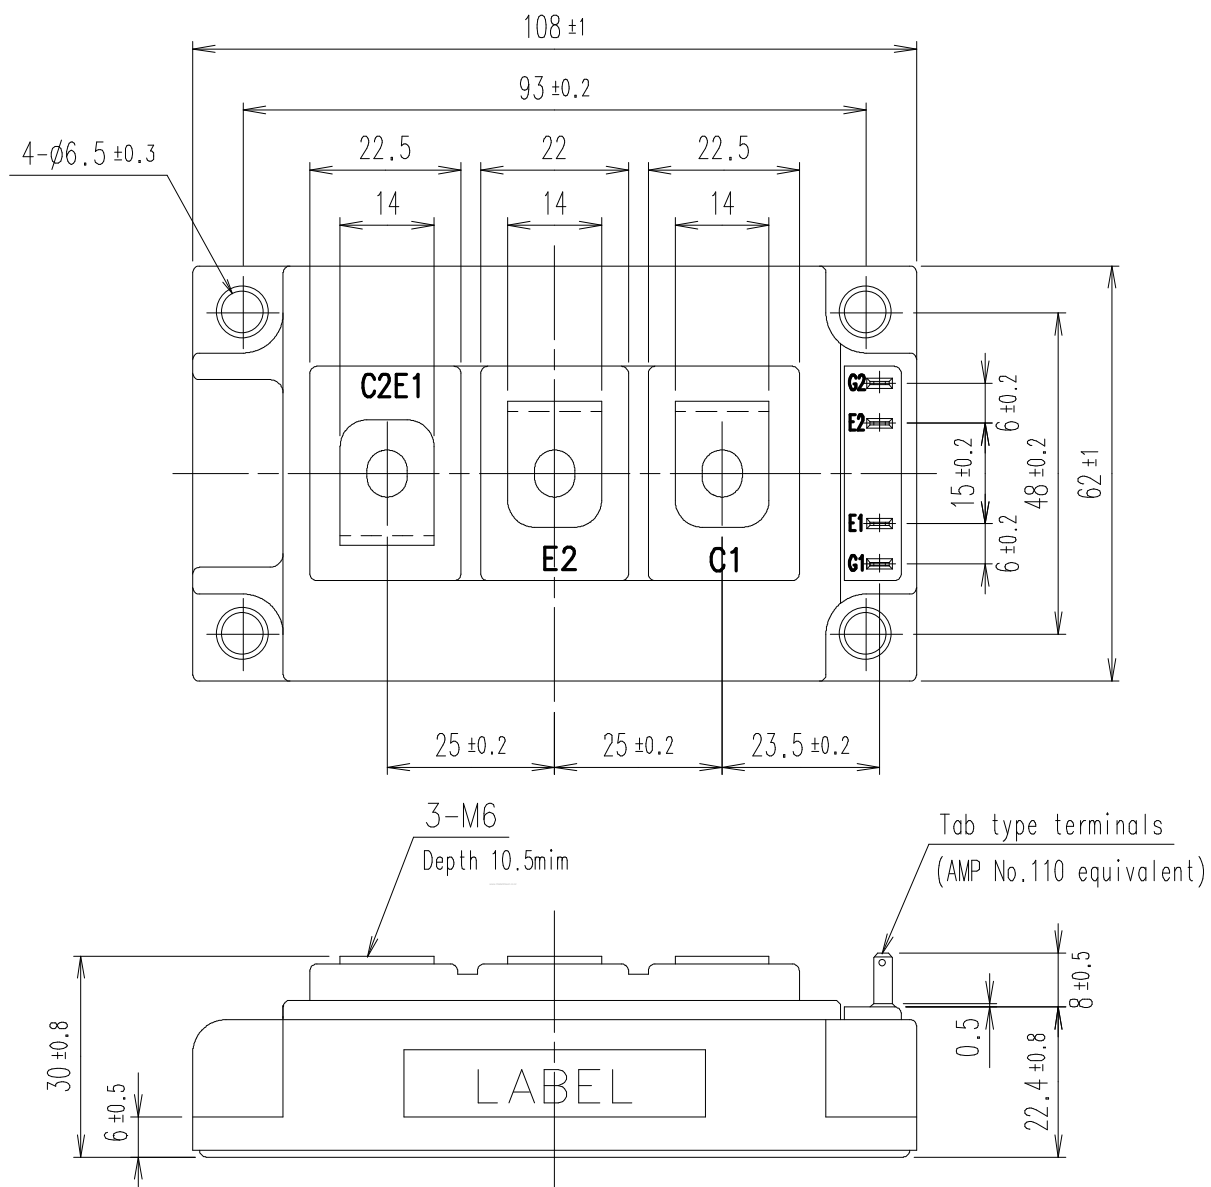 108 ±1
93 ±0.2
4-Ø6.5 ±0.3
22.5
22
22.5
14
14
14
C2E1
E2
C1
G2
E2
E1
G1
6 ±0.2
15 ±0.2
6 ±0.2
48 ±0.2
62 ±1
25 ±0.2
25 ±0.2
23.5 ±0.2
3-M6
Depth 10.5mim
Tab type terminals
(AMP No.110 equivalent)
30 ±0.8
6 ±0.5
LABEL
0.5
8 ±0.5
22.4 ±0.8